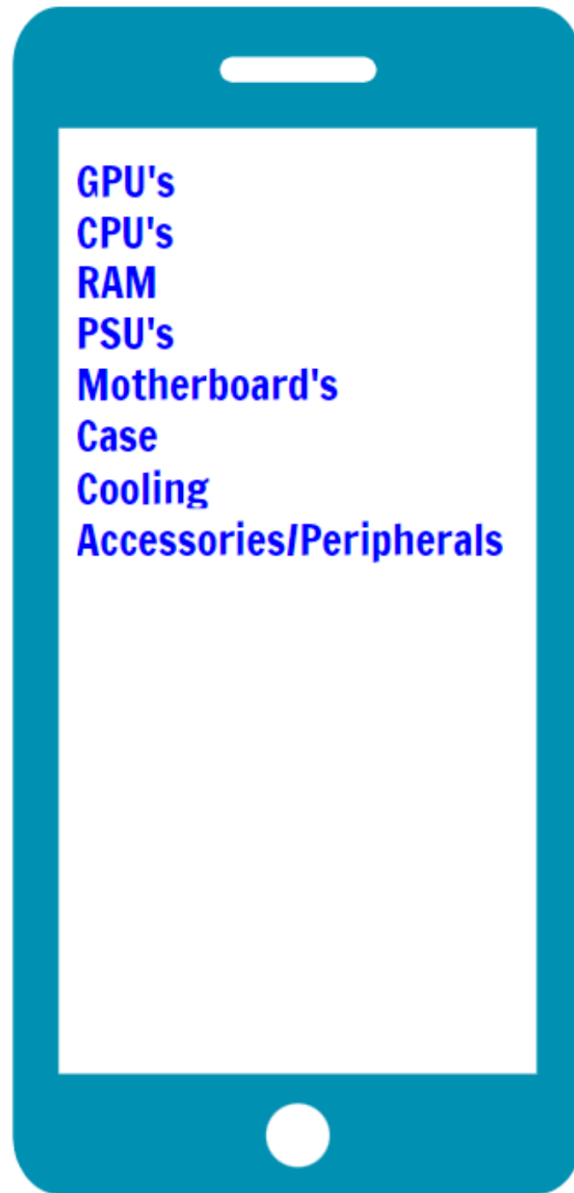 GPU's
CPU's
RAM
PSU's
Motherboard's
Case
Cooling
Accessories/Peripherals